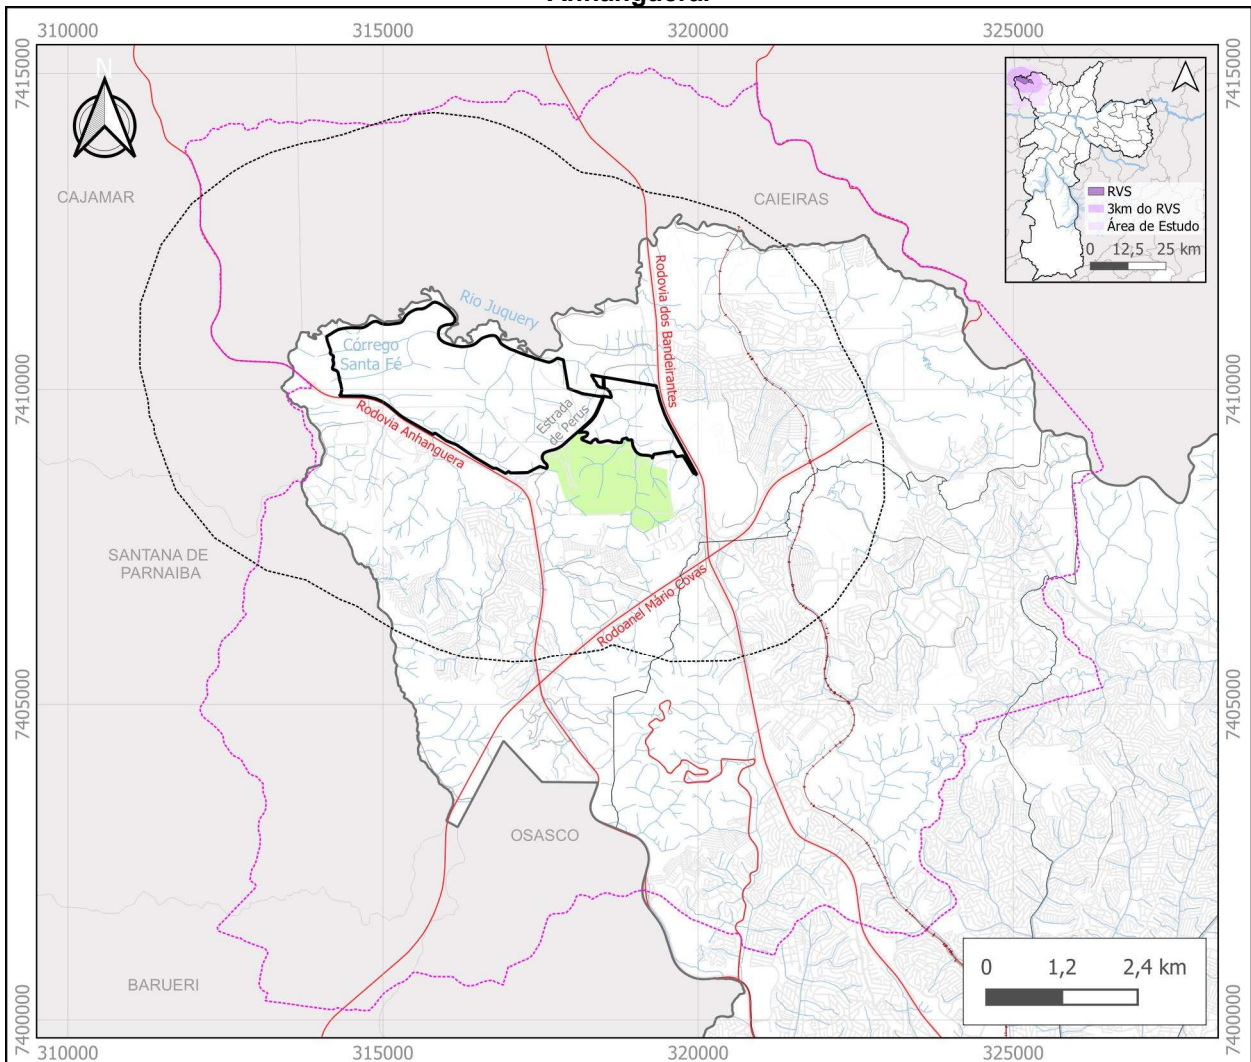 Anhanguera.
310000
315000
320000
325000
7415000
7415000
N
RVS
3km do RVS
Área de Estudo
0 12,5 25 km
CAJAMAR
CAIEIRAS
Rio Juquery
Rodovia dos Bandeirantes
Córrego
Santa Fé
7410000
7410000
Rodovia Anhanguera
Estrada
de Perus
SANTANA DE
PARNAIBA
Rodoanel Mário Covas
7405000
7405000
OSASCO
BARUERI
0 1,2 2,4 km
7400000
7400000
310000
315000
320000
325000